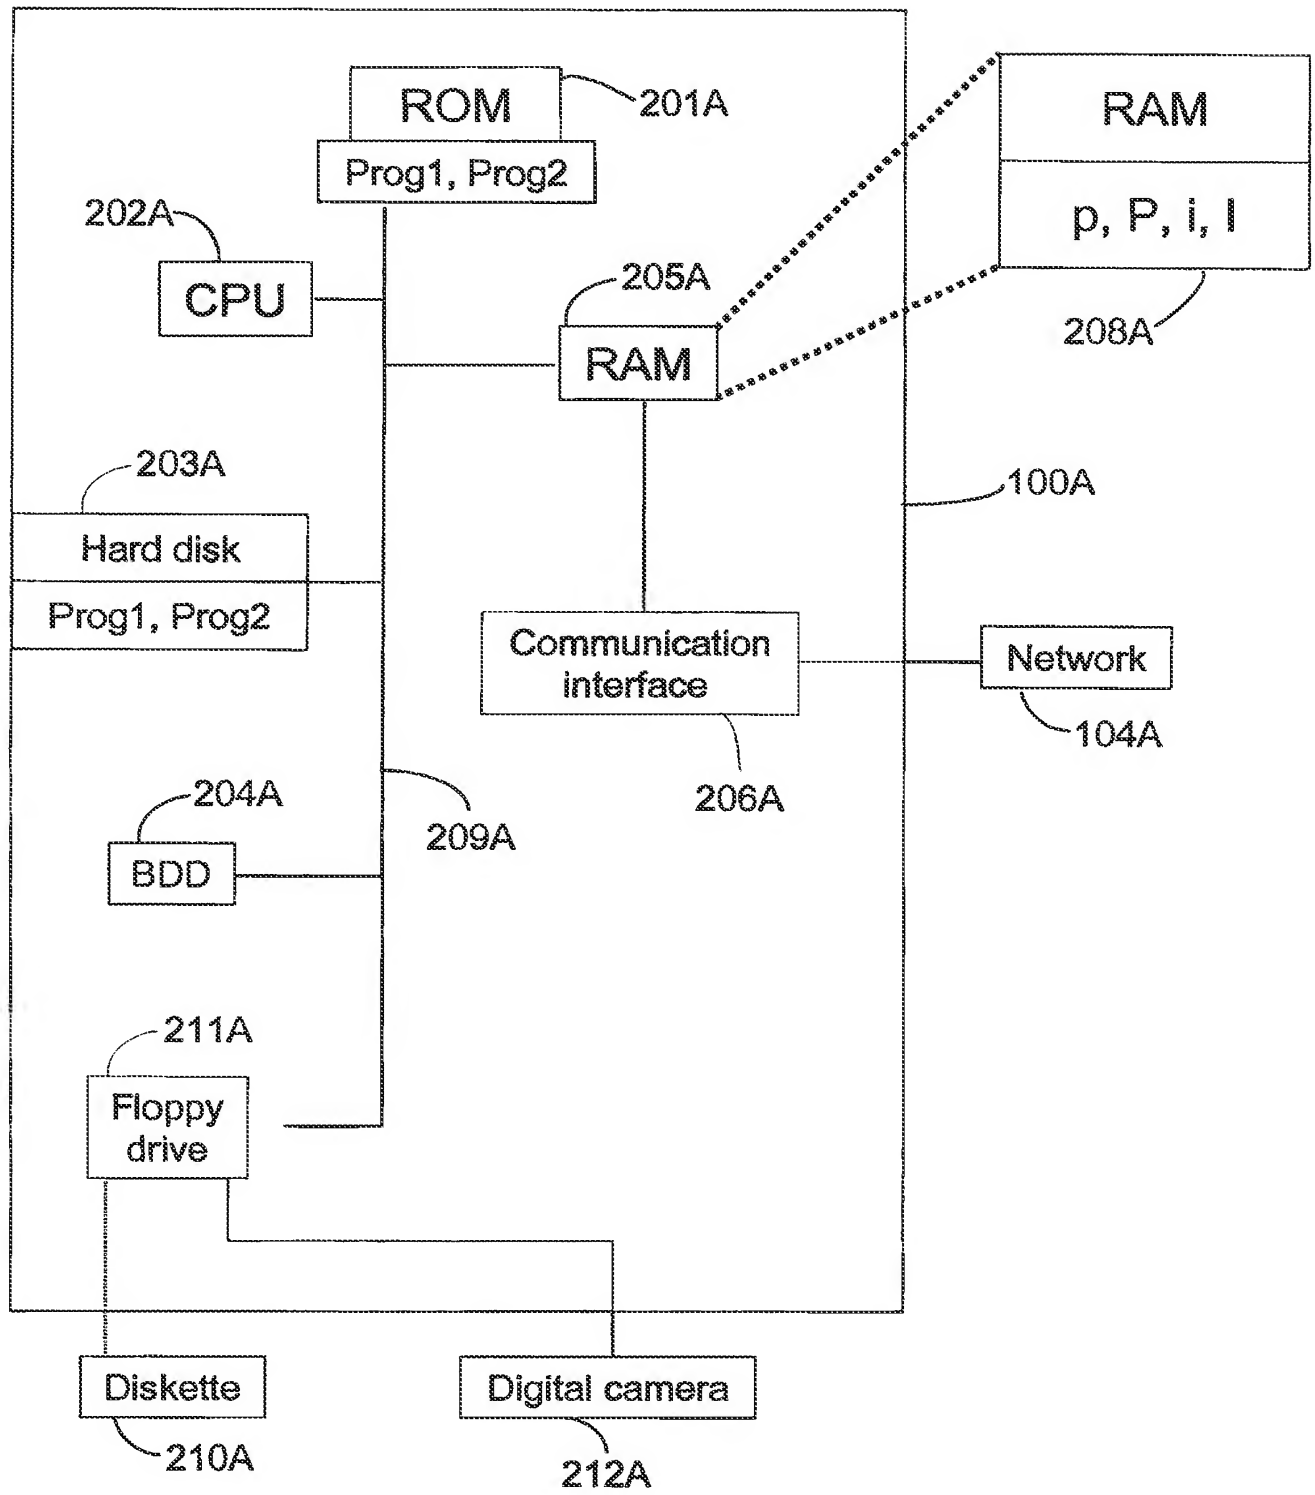 ROM
201A
Prog1, Prog2
RAM
p, P, i, I
208A
202A
CPU
205A
RAM
203A
Hard disk
Prog1, Prog2
100A
Communication
interface
206A
Network
104A
204A
BDD
209A
211A
Floppy
drive
Diskette
210A
Digital camera
212A